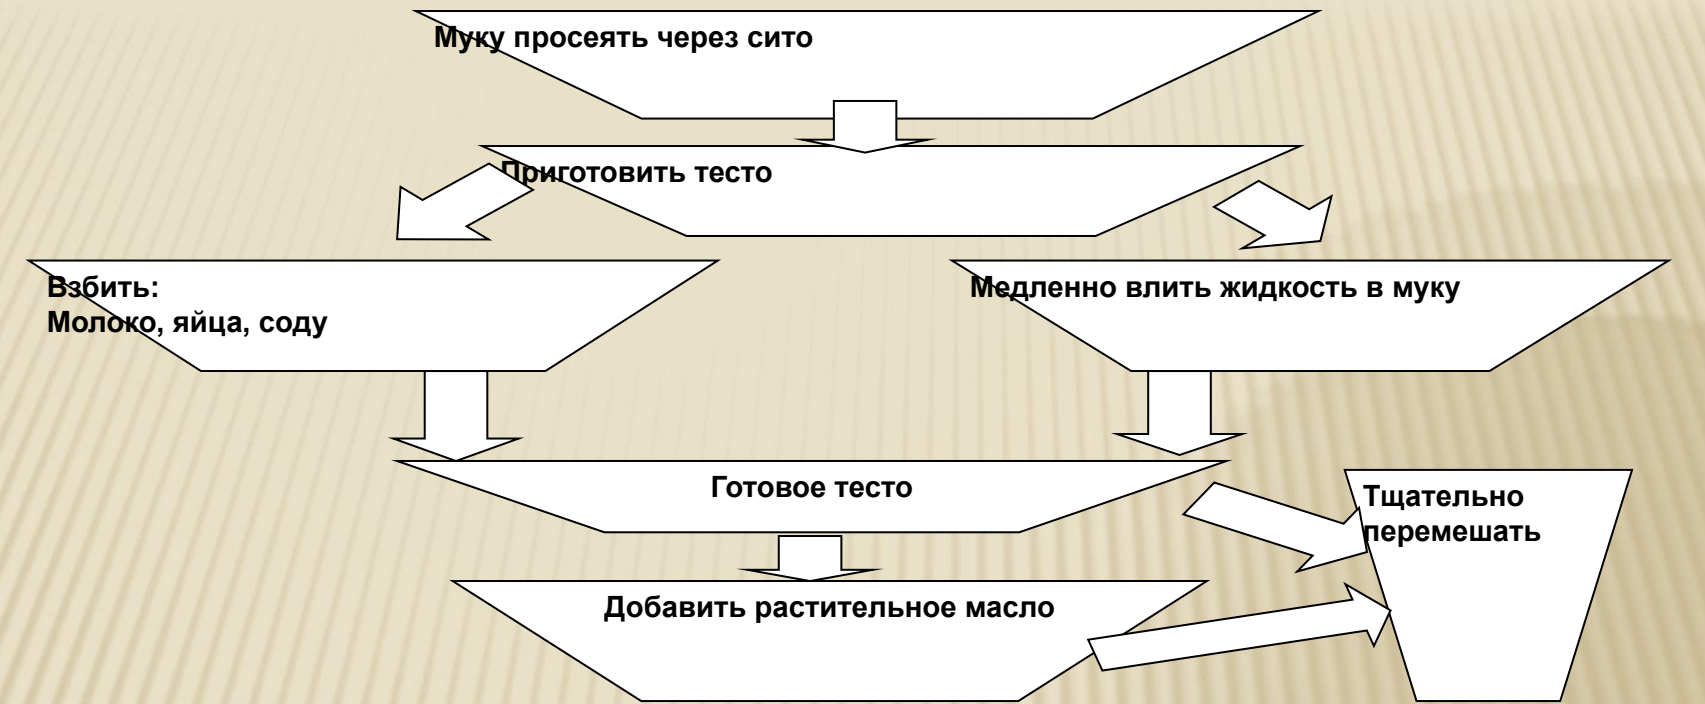 Муку просеять через сито
Приготовить тесто
Взбить:
Молоко, яйца, соду
Медленно влить жидкость в муку
Готовое тесто
Тщательно
перемешать
Добавить растительное масло